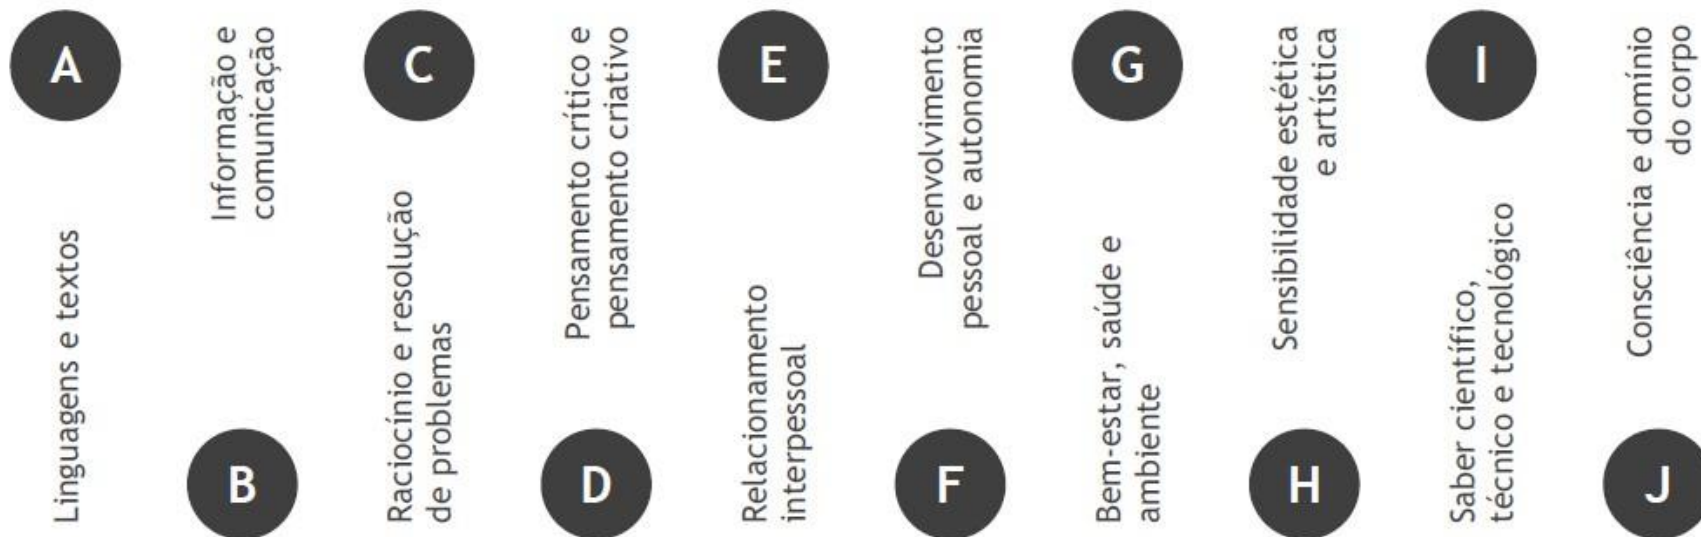 A
Linguagens e textos
B
Informação e
comunicação
C
Raciocínio e resolução
de problemas
D
Pensamento crítico e
pensamento criativo
E
Relacionamento
interpessoal
F
Desenvolvimento
pessoal e autonomia
G
Bem-estar, saúde e
ambiente
H
Sensibilidade estética
e artística
I
Saber científico,
técnico e tecnológico
J
Consciência e domínio
do corpo